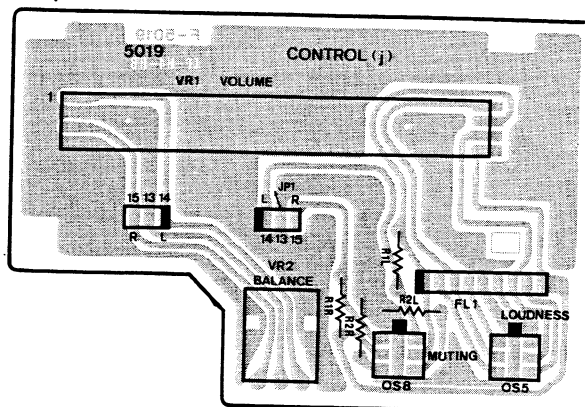 F-5019
5019
CONTROL (j)
VR1 VOLUME
1
JP1
15 13 14
L R
R L
14 13 15
VR2
BALANCE
R1L
R1R
R2R
R2L
FL1
LOUDNESS
MUTING
OS8
OS5